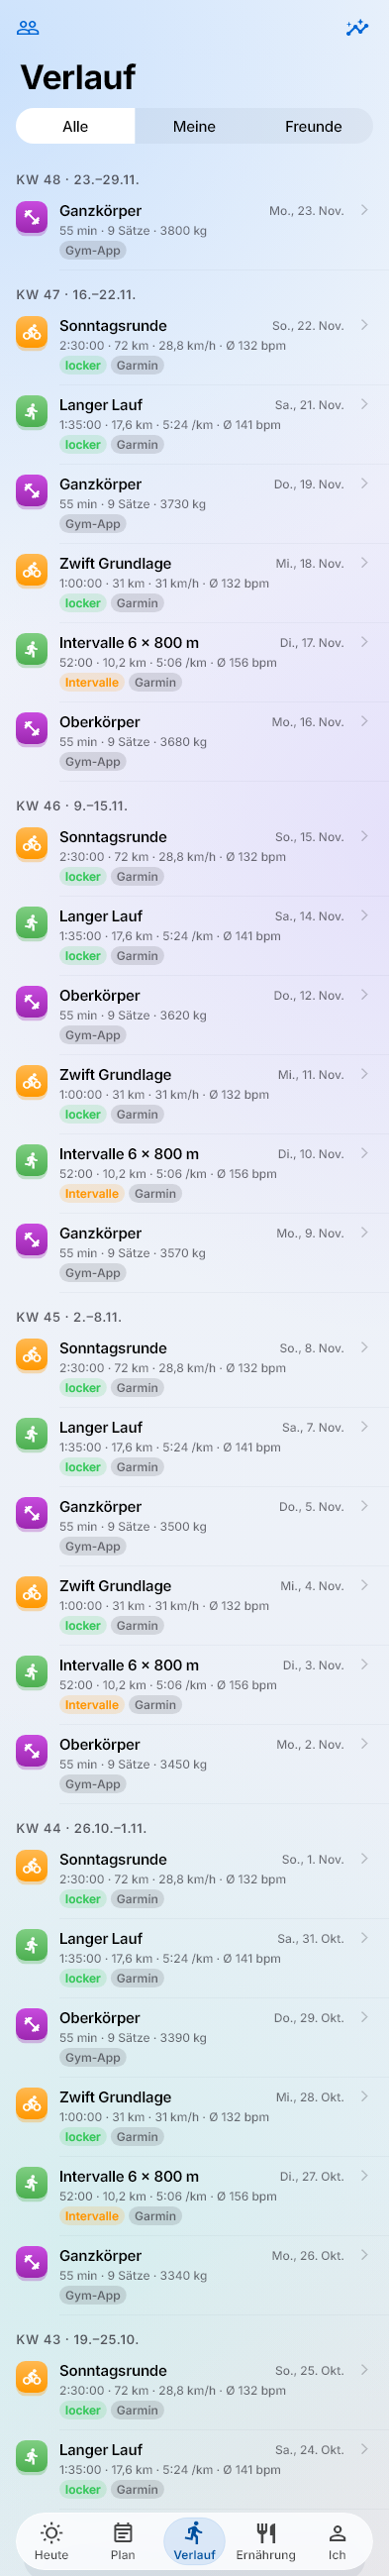 Verlauf
Alle Meine Freunde
KW 48 · 23.–29.11.
Ganzkörper Mo., 23. Nov.
55 min · 9 Sätze · 3800 kg
Gym-App
KW 47 · 16.–22.11.
Sonntagsrunde So., 22. Nov.
2:30:00 · 72 km · 28,8 km/h · Ø 132 bpm
locker Garmin
Langer Lauf Sa., 21. Nov.
1:35:00 · 17,6 km · 5:24 /km · Ø 141 bpm
locker Garmin
Ganzkörper Do., 19. Nov.
55 min · 9 Sätze · 3730 kg
Gym-App
Zwift Grundlage Mi., 18. Nov.
1:00:00 · 31 km · 31 km/h · Ø 132 bpm
locker Garmin
Intervalle 6 × 800 m Di., 17. Nov.
52:00 · 10,2 km · 5:06 /km · Ø 156 bpm
Intervalle Garmin
Oberkörper Mo., 16. Nov.
55 min · 9 Sätze · 3680 kg
Gym-App
KW 46 · 9.–15.11.
Sonntagsrunde So., 15. Nov.
2:30:00 · 72 km · 28,8 km/h · Ø 132 bpm
locker Garmin
Langer Lauf Sa., 14. Nov.
1:35:00 · 17,6 km · 5:24 /km · Ø 141 bpm
locker Garmin
Oberkörper Do., 12. Nov.
55 min · 9 Sätze · 3620 kg
Gym-App
Zwift Grundlage Mi., 11. Nov.
1:00:00 · 31 km · 31 km/h · Ø 132 bpm
locker Garmin
Intervalle 6 × 800 m Di., 10. Nov.
52:00 · 10,2 km · 5:06 /km · Ø 156 bpm
Intervalle Garmin
Ganzkörper Mo., 9. Nov.
55 min · 9 Sätze · 3570 kg
Gym-App
KW 45 · 2.–8.11.
Sonntagsrunde So., 8. Nov.
2:30:00 · 72 km · 28,8 km/h · Ø 132 bpm
locker Garmin
Langer Lauf Sa., 7. Nov.
1:35:00 · 17,6 km · 5:24 /km · Ø 141 bpm
locker Garmin
Ganzkörper Do., 5. Nov.
55 min · 9 Sätze · 3500 kg
Gym-App
Zwift Grundlage Mi., 4. Nov.
1:00:00 · 31 km · 31 km/h · Ø 132 bpm
locker Garmin
Intervalle 6 × 800 m Di., 3. Nov.
52:00 · 10,2 km · 5:06 /km · Ø 156 bpm
Intervalle Garmin
Oberkörper Mo., 2. Nov.
55 min · 9 Sätze · 3450 kg
Gym-App
KW 44 · 26.10.–1.11.
Sonntagsrunde So., 1. Nov.
2:30:00 · 72 km · 28,8 km/h · Ø 132 bpm
locker Garmin
Langer Lauf Sa., 31. Okt.
1:35:00 · 17,6 km · 5:24 /km · Ø 141 bpm
locker Garmin
Oberkörper Do., 29. Okt.
55 min · 9 Sätze · 3390 kg
Gym-App
Zwift Grundlage Mi., 28. Okt.
1:00:00 · 31 km · 31 km/h · Ø 132 bpm
locker Garmin
Intervalle 6 × 800 m Di., 27. Okt.
52:00 · 10,2 km · 5:06 /km · Ø 156 bpm
Intervalle Garmin
Ganzkörper Mo., 26. Okt.
55 min · 9 Sätze · 3340 kg
Gym-App
KW 43 · 19.–25.10.
Sonntagsrunde So., 25. Okt.
2:30:00 · 72 km · 28,8 km/h · Ø 132 bpm
locker Garmin
Langer Lauf Sa., 24. Okt.
1:35:00 · 17,6 km · 5:24 /km · Ø 141 bpm
locker Garmin
Heute Plan Verlauf Ernährung Ich